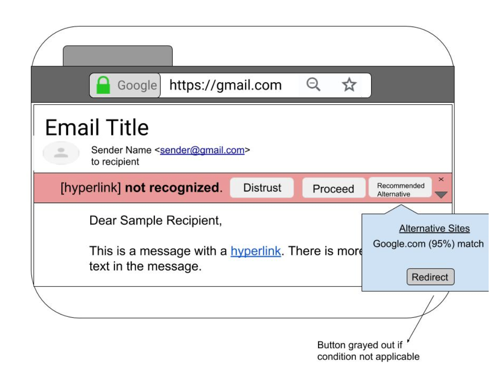 Google https://gmail.com
Email Title
Sender Name <sender@gmail.com>
to recipient
[hyperlink] not recognized. Distrust Proceed Recommended Alternative ×
Dear Sample Recipient,
This is a message with a hyperlink. There is more
text in the message.
Alternative Sites
Google.com (95%) match
Redirect
Button grayed out if
condition not applicable